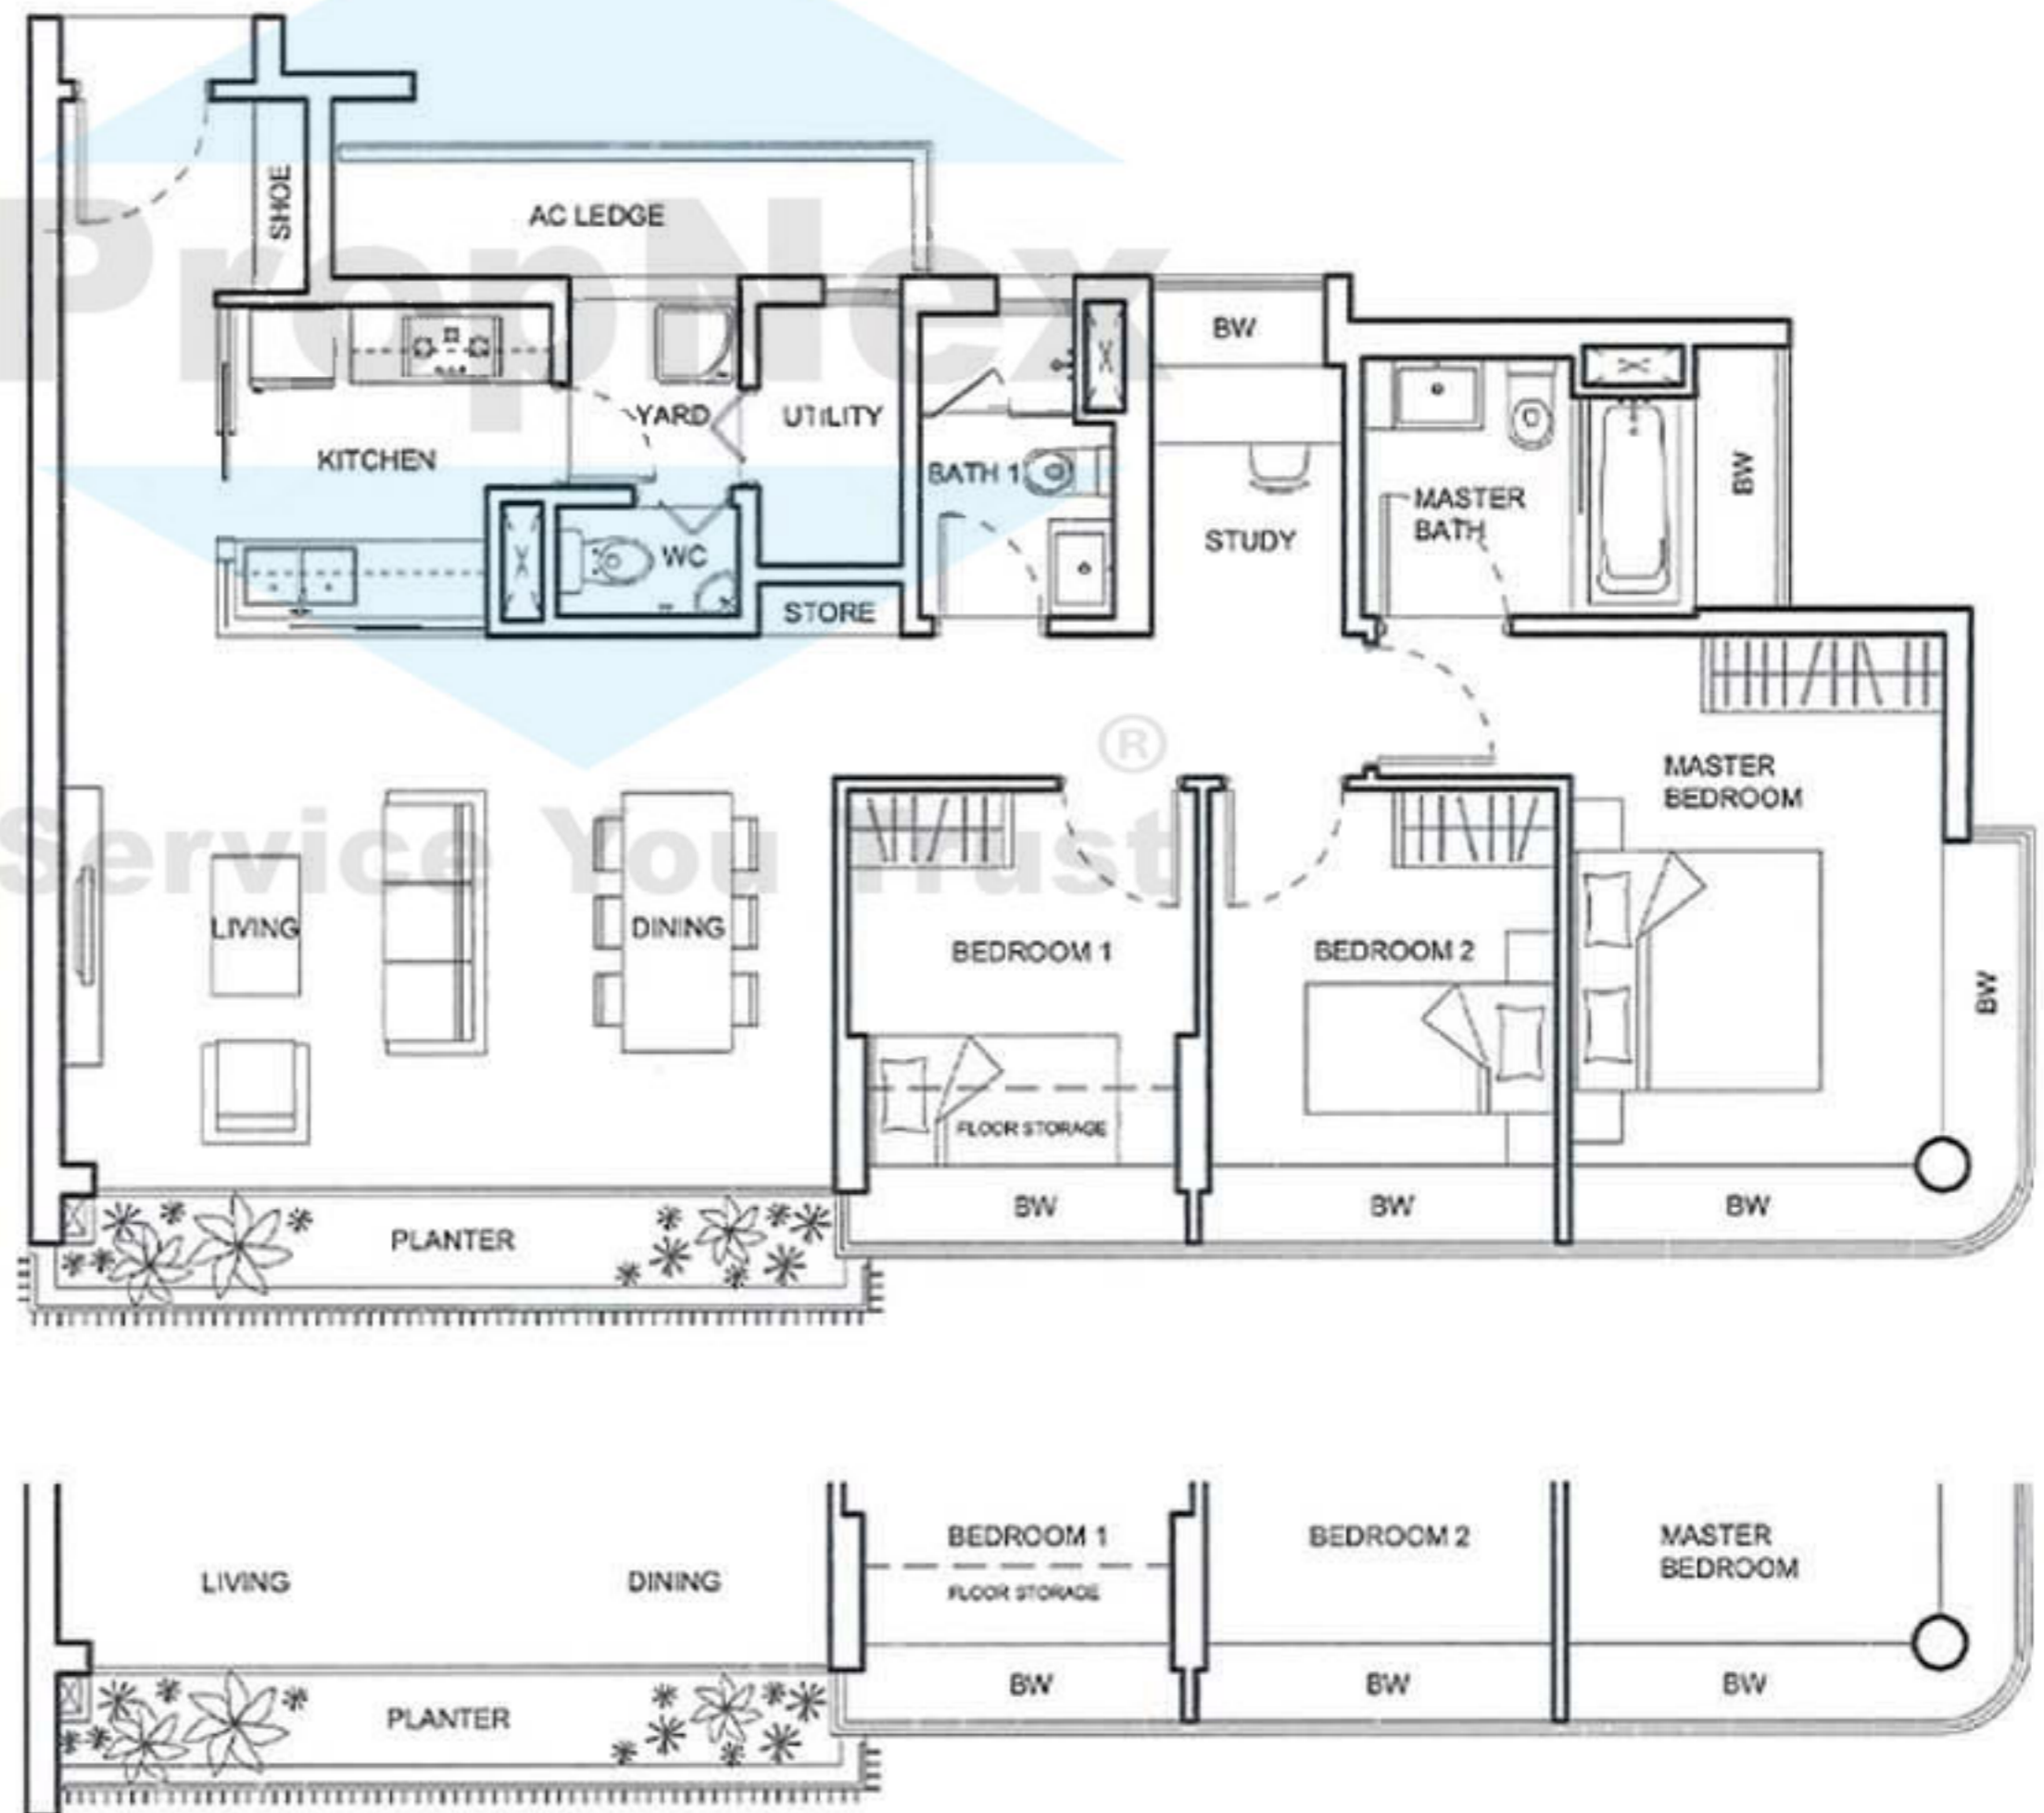 SHOE
AC LEDGE
PropNex
BW
YARD
UTILITY
KITCHEN
BATH 1
MASTER
BATH
BW
STUDY
WC
STORE
®
MASTER
BEDROOM
Service You Trust
LIVING
DINING
BEDROOM 1
BEDROOM 2
BW
FLOOR STORAGE
BW
BW
BW
PLANTER
BEDROOM 1
BEDROOM 2
MASTER
BEDROOM
LIVING
DINING
FLOOR STORAGE
BW
BW
BW
PLANTER